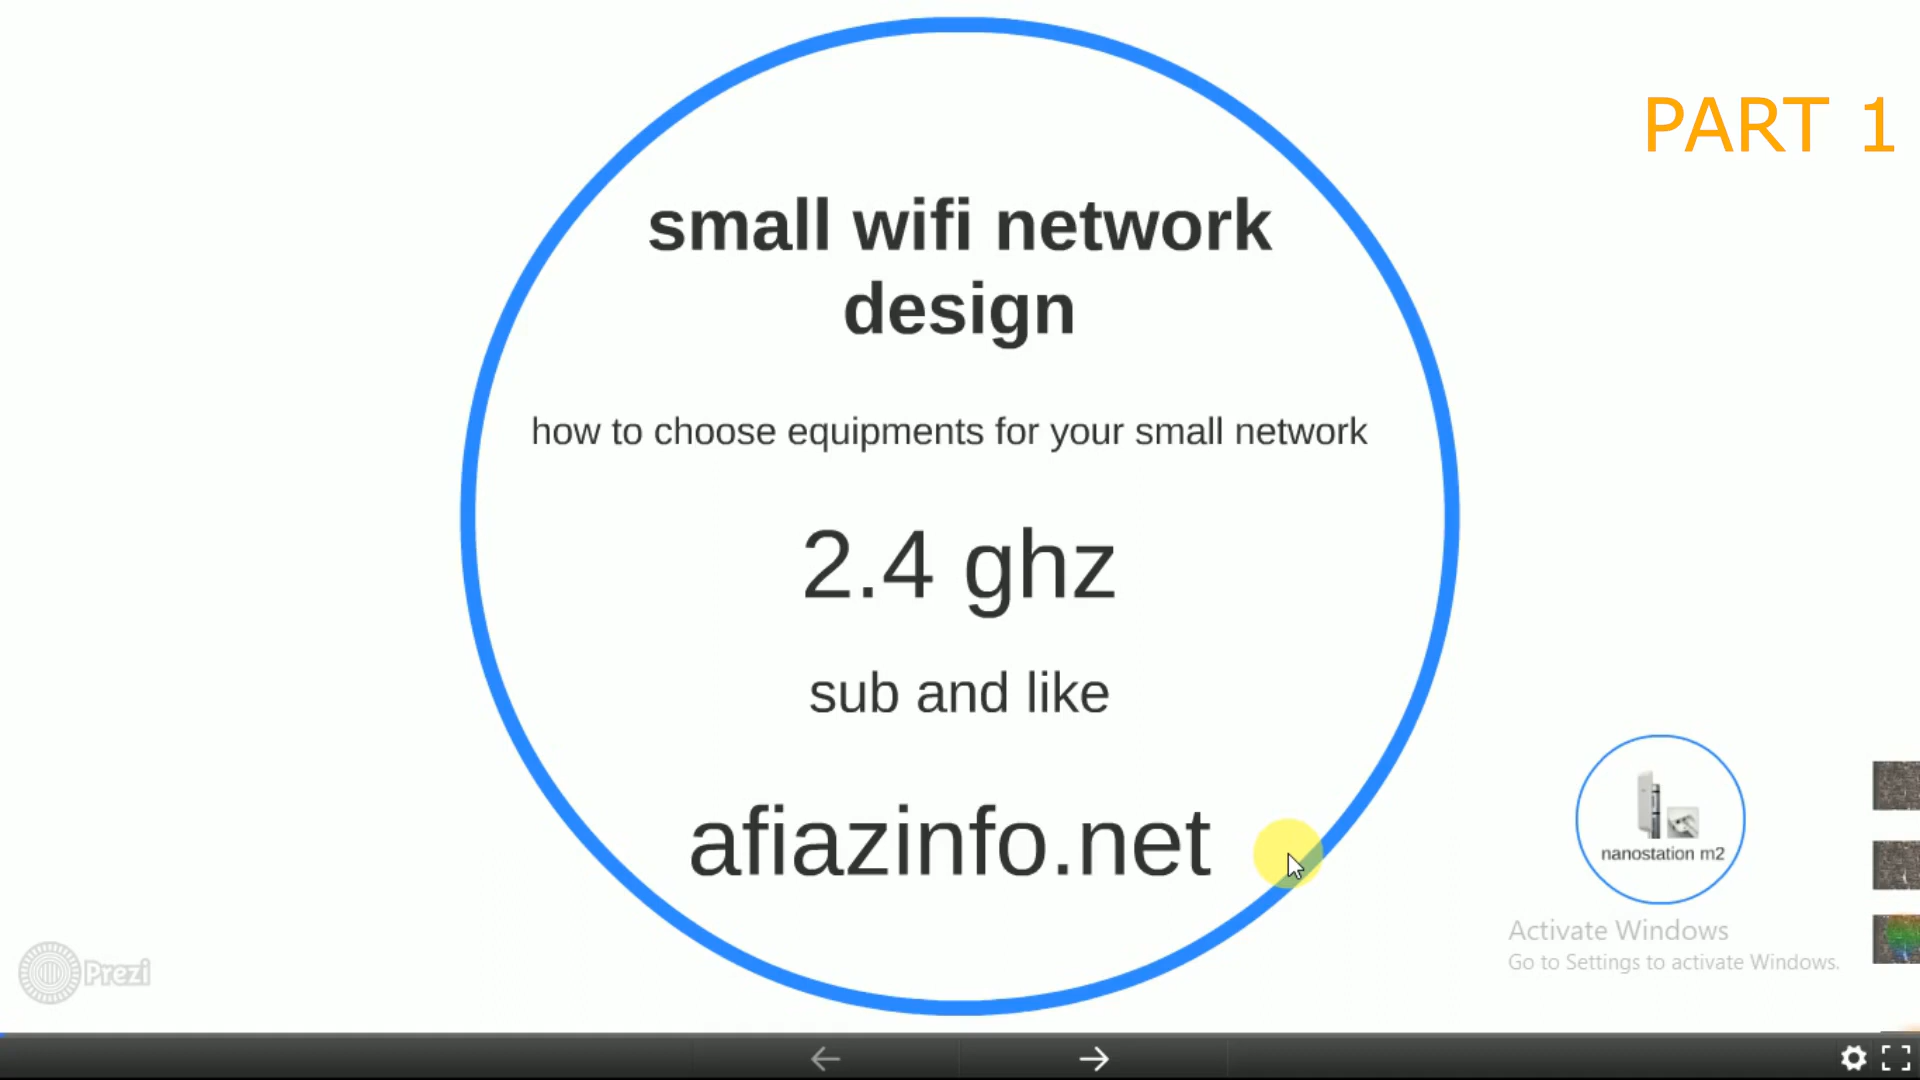 PART 1
small wifi network
design
how to choose equipments for your small network
2.4 ghz
sub and like
afiazinfo.net
nanostation m2
Activate Windows
Go to Settings to activate Windows.
Prezi